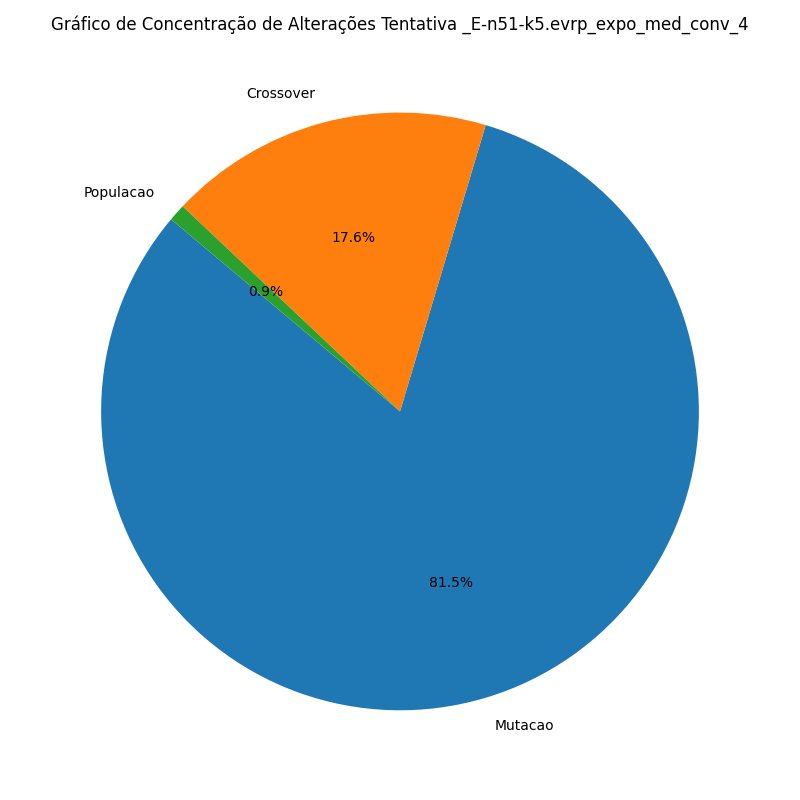 Gráfico de Concentração de Alterações Tentativa _E-n51-k5.evrp_expo_med_conv_4
Crossover
Populacao
17.6%
0.9%
81.5%
Mutacao